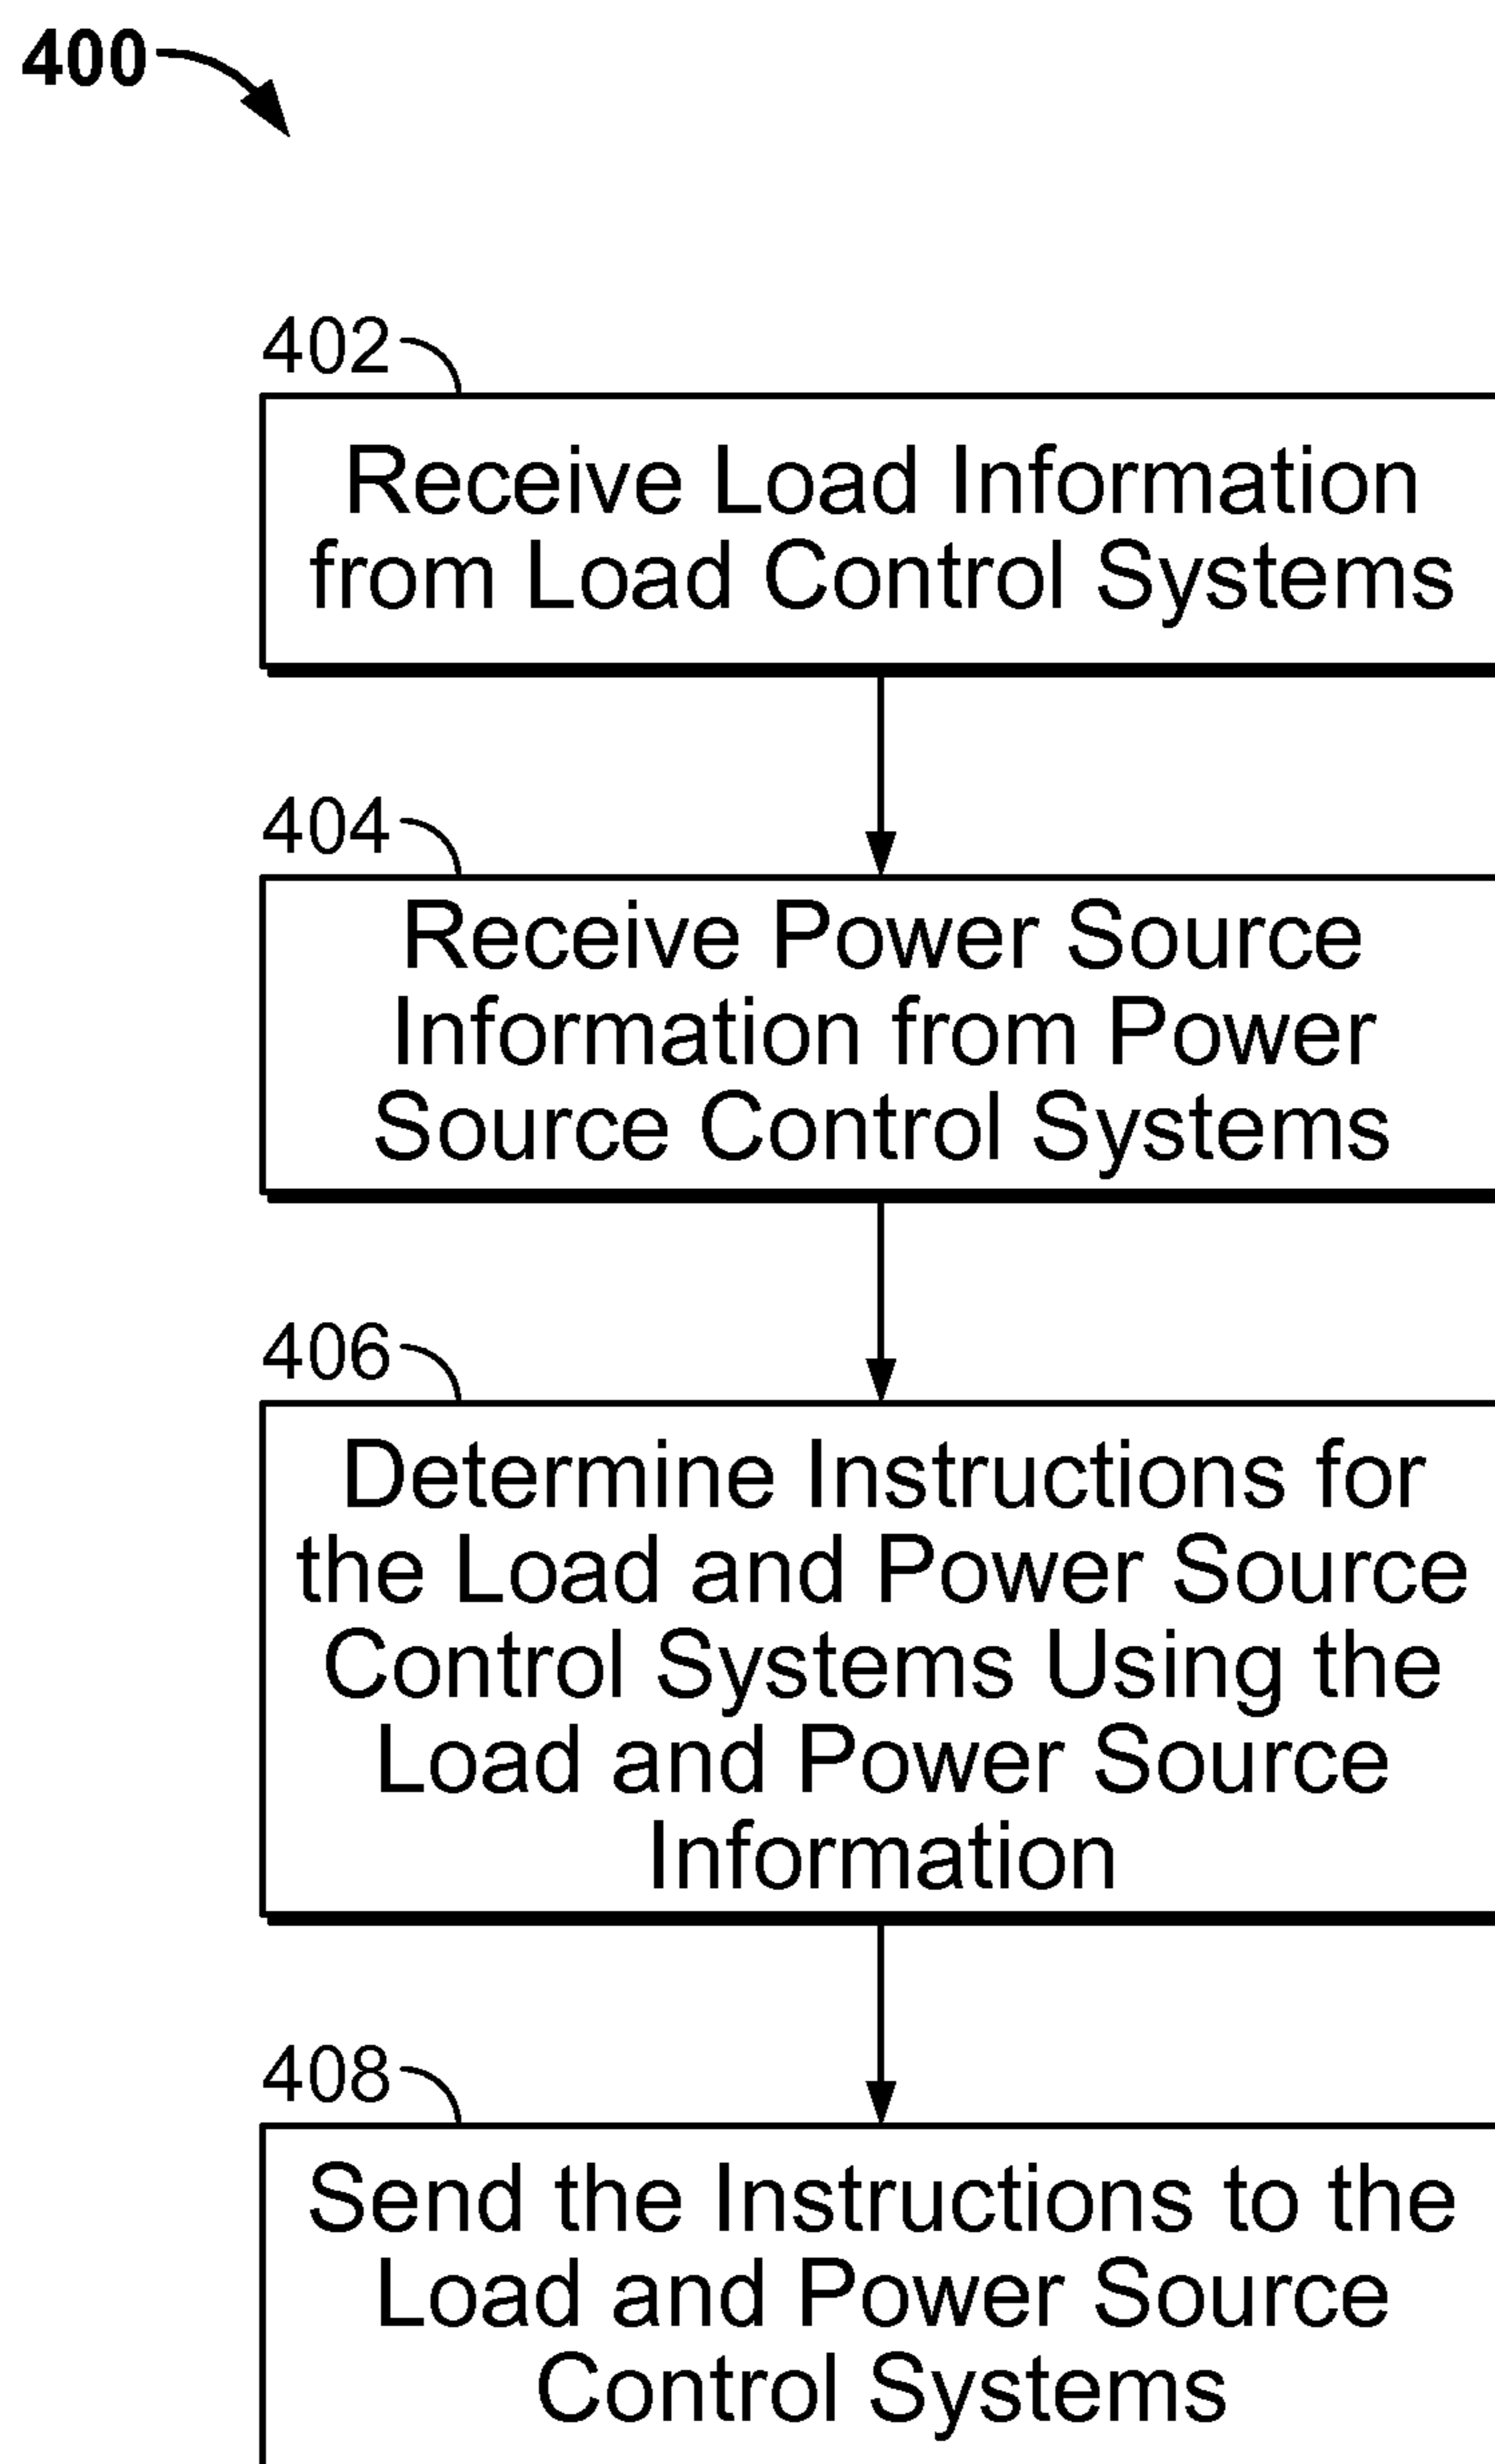 400
402
Receive Load Information
from Load Control Systems
404
Receive Power Source
Information from Power
Source Control Systems
406
Determine Instructions for
the Load and Power Source
Control Systems Using the
Load and Power Source
Information
408
Send the Instructions to the
Load and Power Source
Control Systems